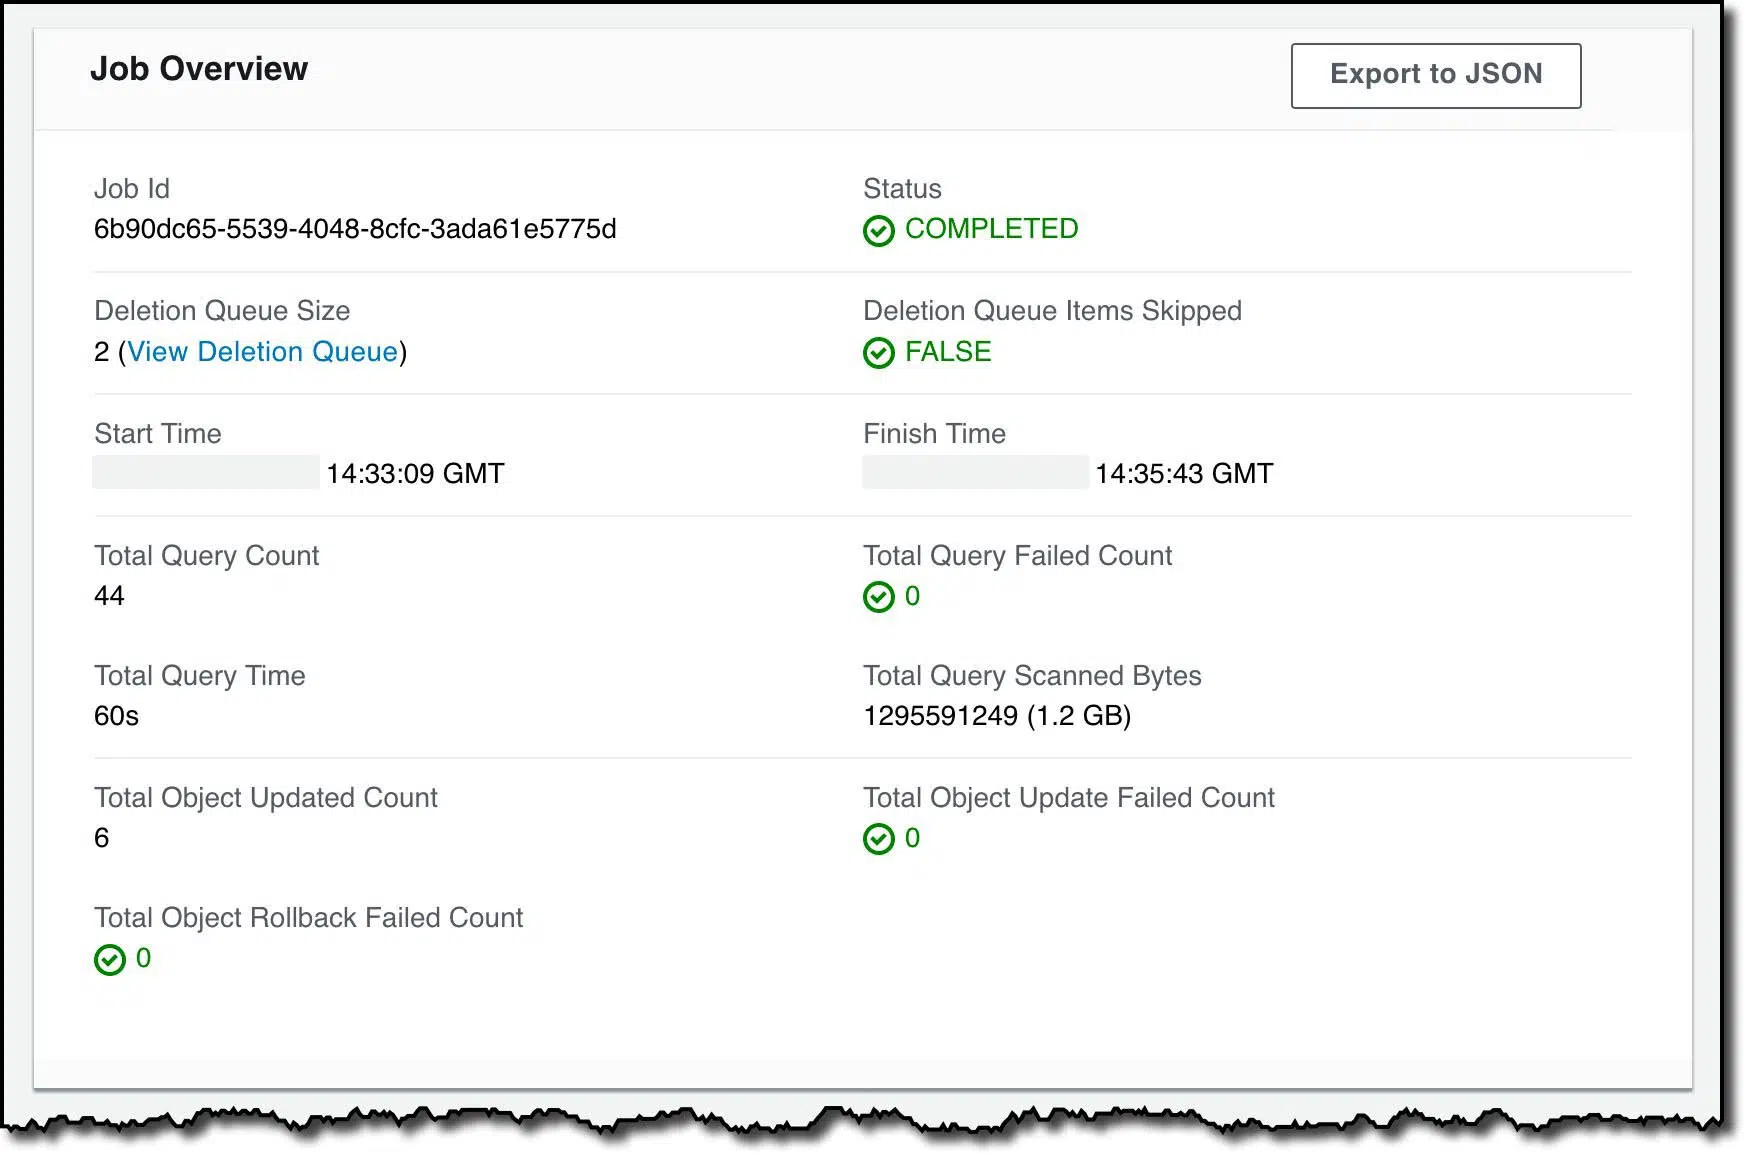 Job Overview
Export to JSON
Job Id
6b90dc65-5539-4048-8cfc-3ada61e5775d
Status
COMPLETED
Deletion Queue Size
2 (View Deletion Queue)
Deletion Queue Items Skipped
FALSE
Start Time
14:33:09 GMT
Finish Time
14:35:43 GMT
Total Query Count
44
Total Query Failed Count
0
Total Query Time
60s
Total Query Scanned Bytes
1295591249 (1.2 GB)
Total Object Updated Count
6
Total Object Update Failed Count
0
Total Object Rollback Failed Count
0